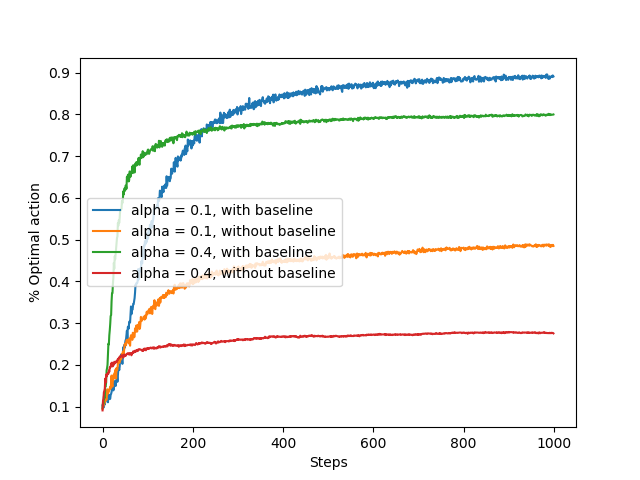 0.9
0.8
0.7
0.6
0.5
0.4
0.3
0.2
0.1
% Optimal action
alpha = 0.1, with baseline
alpha = 0.1, without baseline
alpha = 0.4, with baseline
alpha = 0.4, without baseline
0 200 400 600 800 1000
Steps